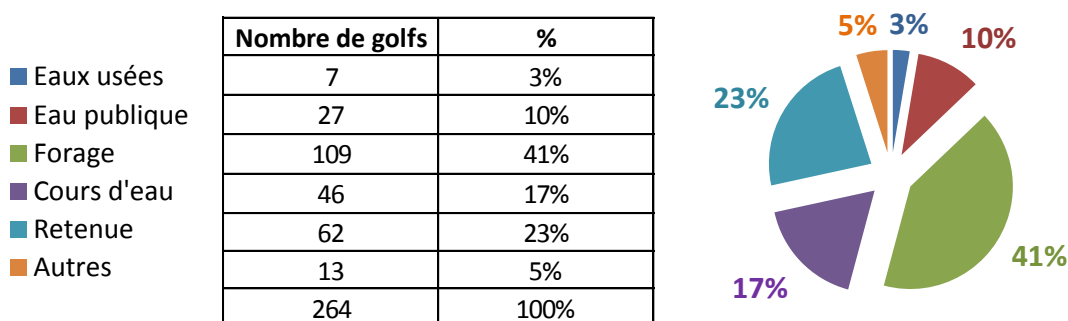 Nombre de golfs %
Eaux usées 7 3%
Eau publique 27 10%
Forage 109 41%
Cours d'eau 46 17%
Retenue 62 23%
Autres 13 5%
264 100%
5% 3%
10%
23%
41%
17%